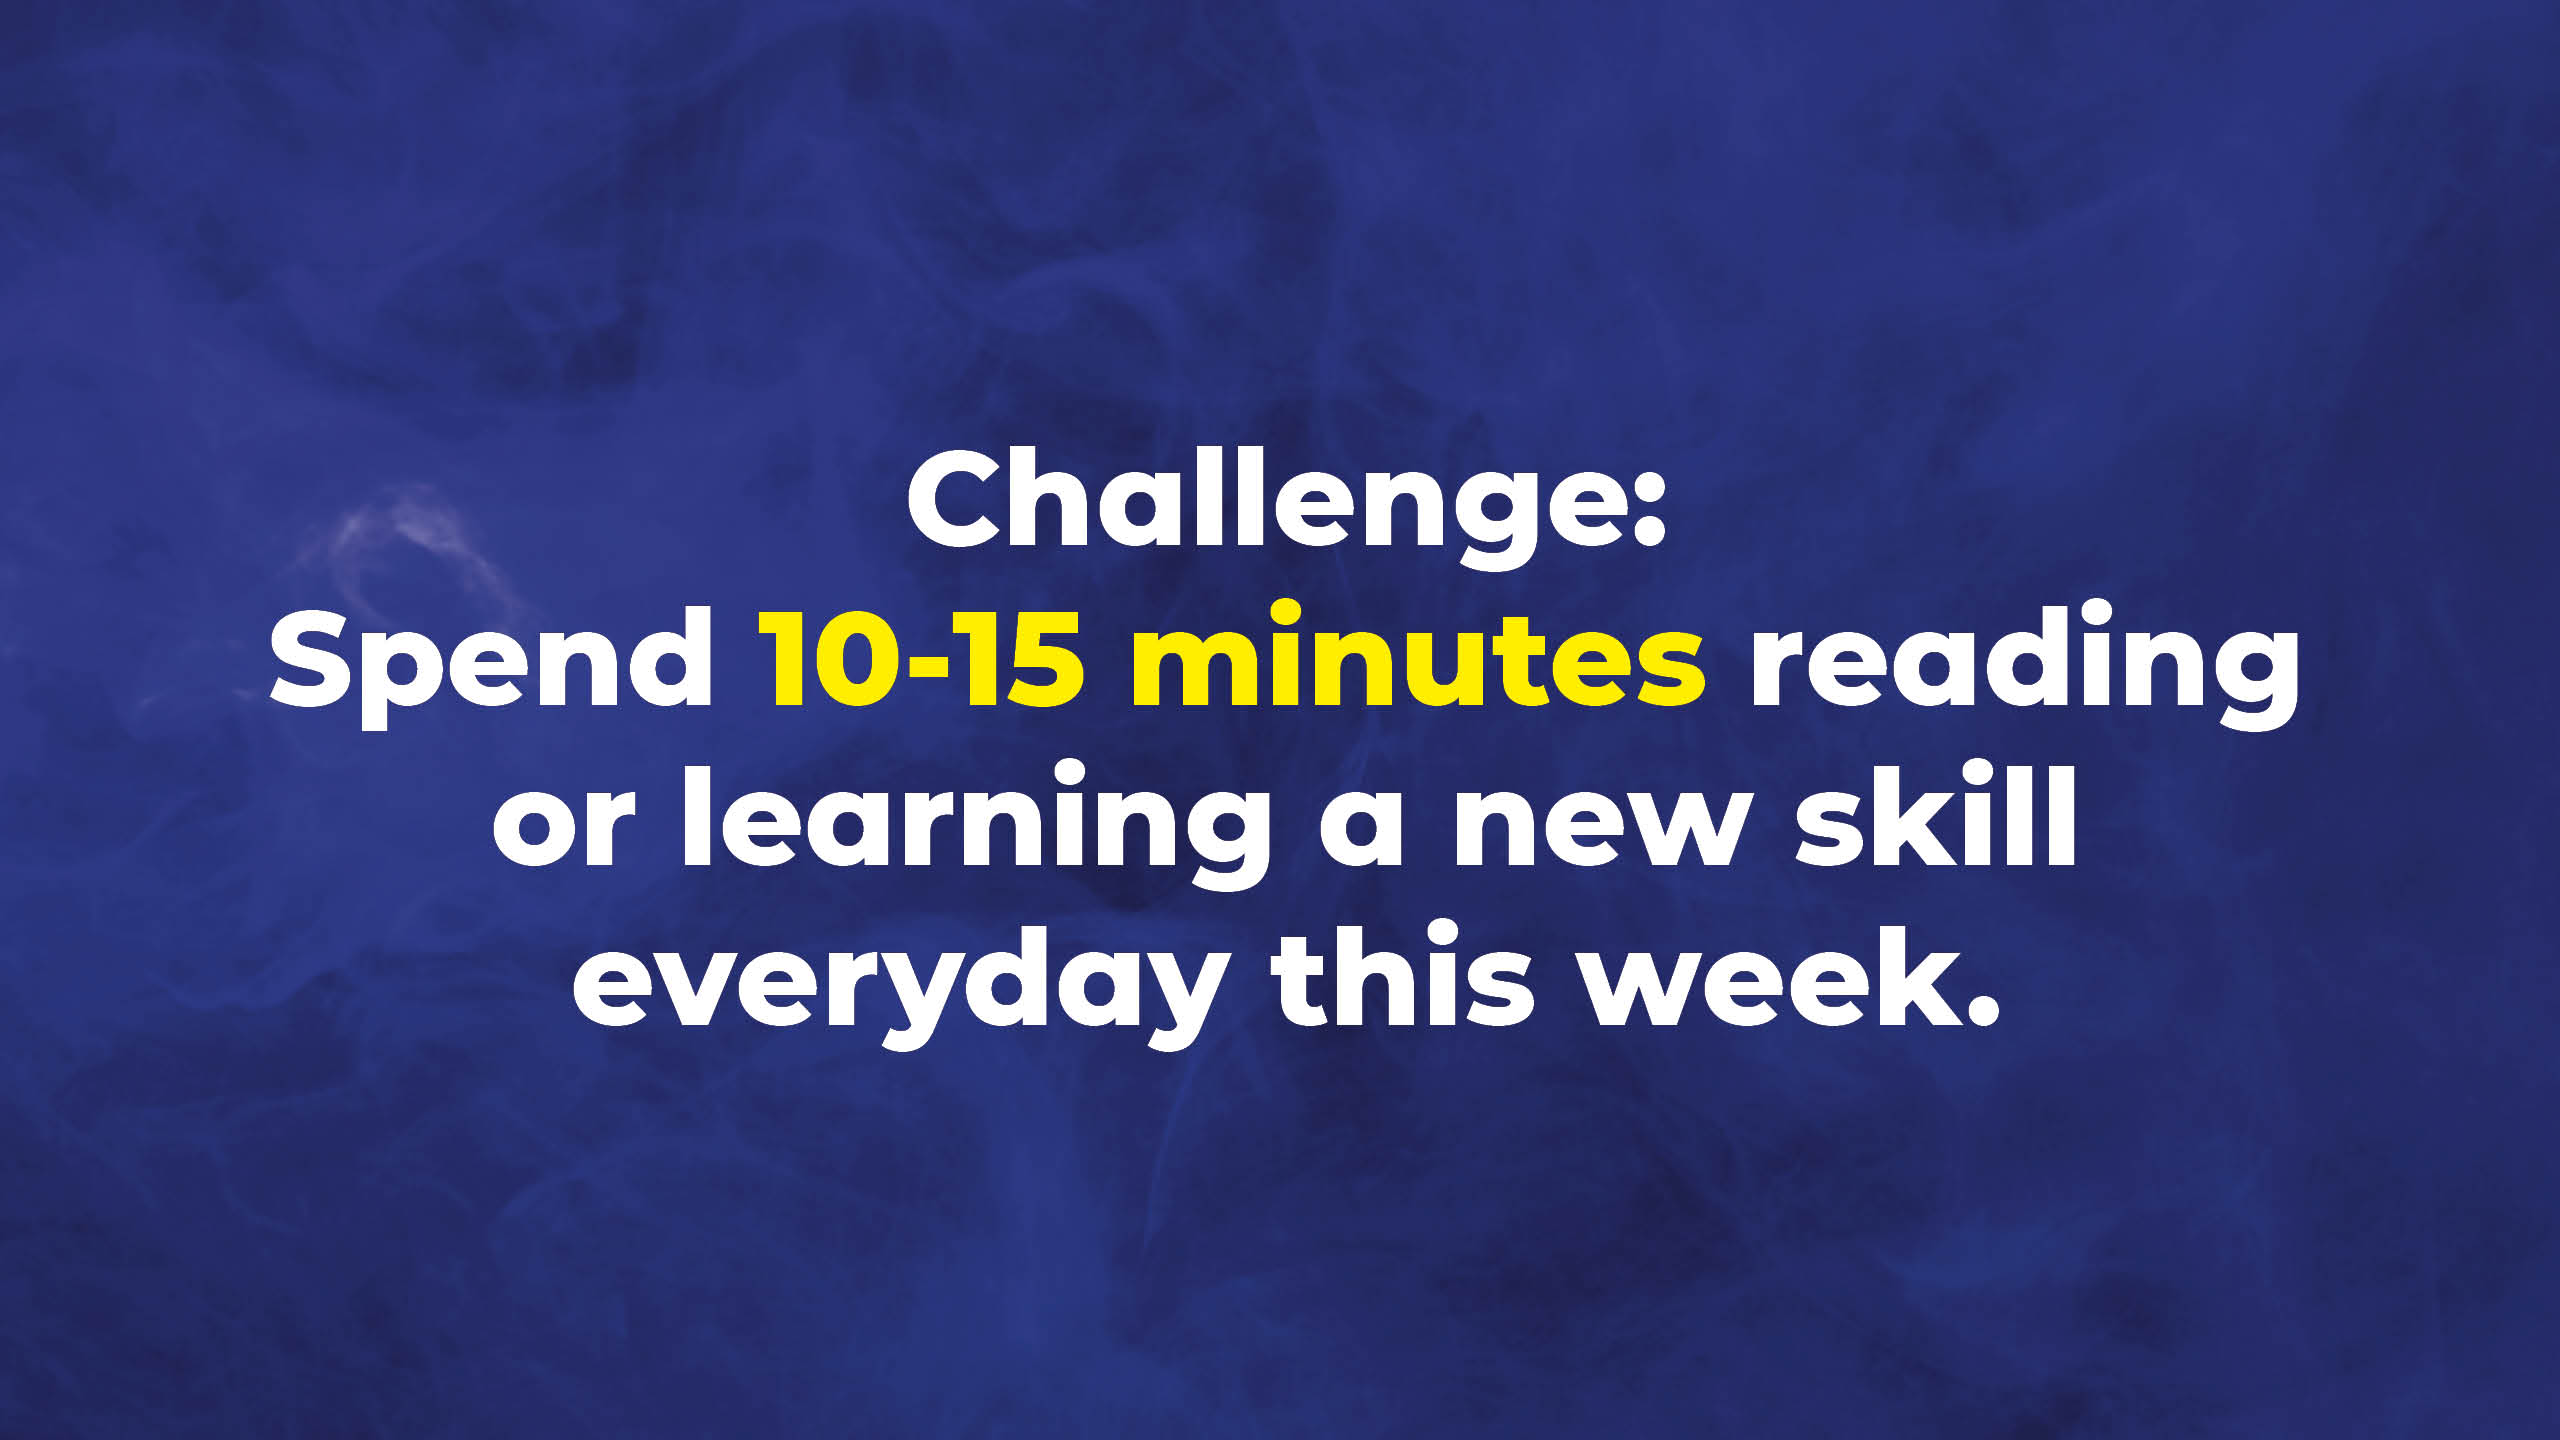 Challenge:
Spend 10-15 minutes reading
or learning a new skill
everyday this week.